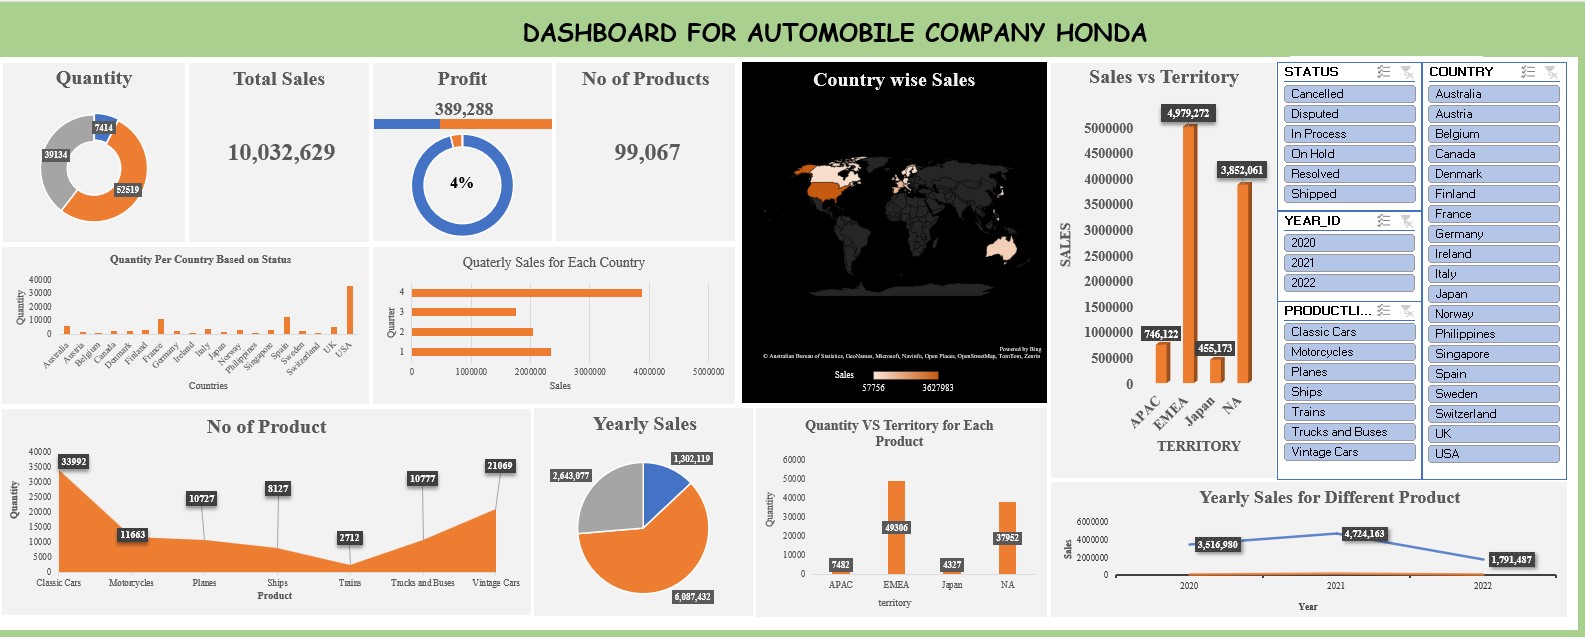 DASHBOARD FOR AUTOMOBILE COMPANY HONDA
Quantity
7414
39134
52519
Total Sales
10,032,629
Profit
389,288
4%
No of Products
99,067
Country wise Sales
Powered by Bing
© Australian Bureau of Statistics, GeoNames, Microsoft, Navinfo, Open Places, OpenStreetMap, TomTom, Zenrin
Sales
57756
3627983
Sales vs Territory
SALES
5000000
4500000
4000000
3500000
3000000
2500000
2000000
1500000
1000000
500000
0
746,122
4,979,272
455,173
3,852,061
APAC
EMEA
Japan
NA
TERRITORY
STATUS
Cancelled
Disputed
In Process
On Hold
Resolved
Shipped
YEAR_ID
2020
2021
2022
PRODUCTLI...
Classic Cars
Motorcycles
Planes
Ships
Trains
Trucks and Buses
Vintage Cars
COUNTRY
Australia
Austria
Belgium
Canada
Denmark
Finland
France
Germany
Ireland
Italy
Japan
Norway
Philippines
Singapore
Spain
Sweden
Switzerland
UK
USA
Quantity Per Country Based on Status
Quantity
40000
30000
20000
10000
0
Australia
Austria
Belgium
Canada
Denmark
Finland
France
Germany
Ireland
Italy
Japan
Norway
Philippines
Singapore
Spain
Sweden
Switzerland
UK
USA
Countries
Quaterly Sales for Each Country
Quarter
4
3
2
1
0
1000000
2000000
3000000
4000000
5000000
Sales
No of Product
Quantity
40000
35000
30000
25000
20000
15000
10000
5000
0
33992
11663
10727
8127
2712
10777
21069
Classic Cars
Motorcycles
Planes
Ships
Trains
Trucks and Buses
Vintage Cars
Product
Yearly Sales
1,302,119
2,643,077
6,087,432
Quantity VS Territory for Each
Product
Quantity
60000
50000
40000
30000
20000
10000
0
7482
49306
4327
37952
APAC
EMEA
Japan
NA
territory
Yearly Sales for Different Product
Sales
6000000
4000000
2000000
0
3,516,980
4,724,163
1,791,487
2020
2021
2022
Year